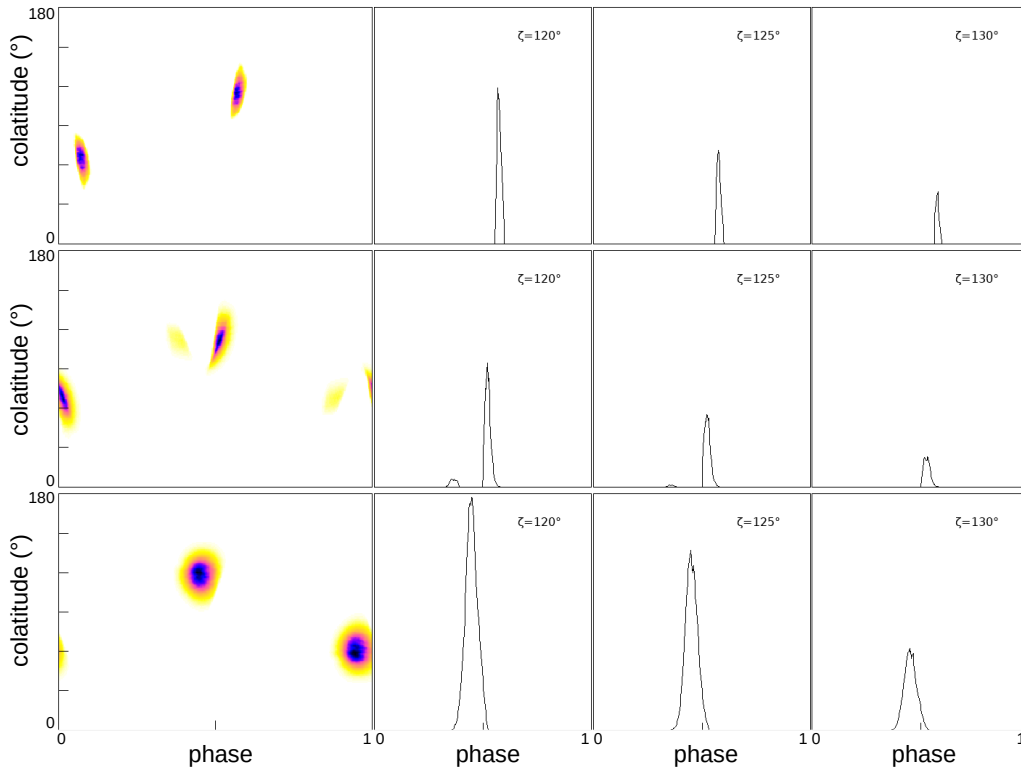 180
colatitude (°)
0
ζ=120°
ζ=125°
ζ=130°
180
colatitude (°)
0
ζ=120°
ζ=125°
ζ=130°
180
colatitude (°)
0
ζ=120°
ζ=125°
ζ=130°
0 1 0 1 0 1 0 1
phase phase phase phase